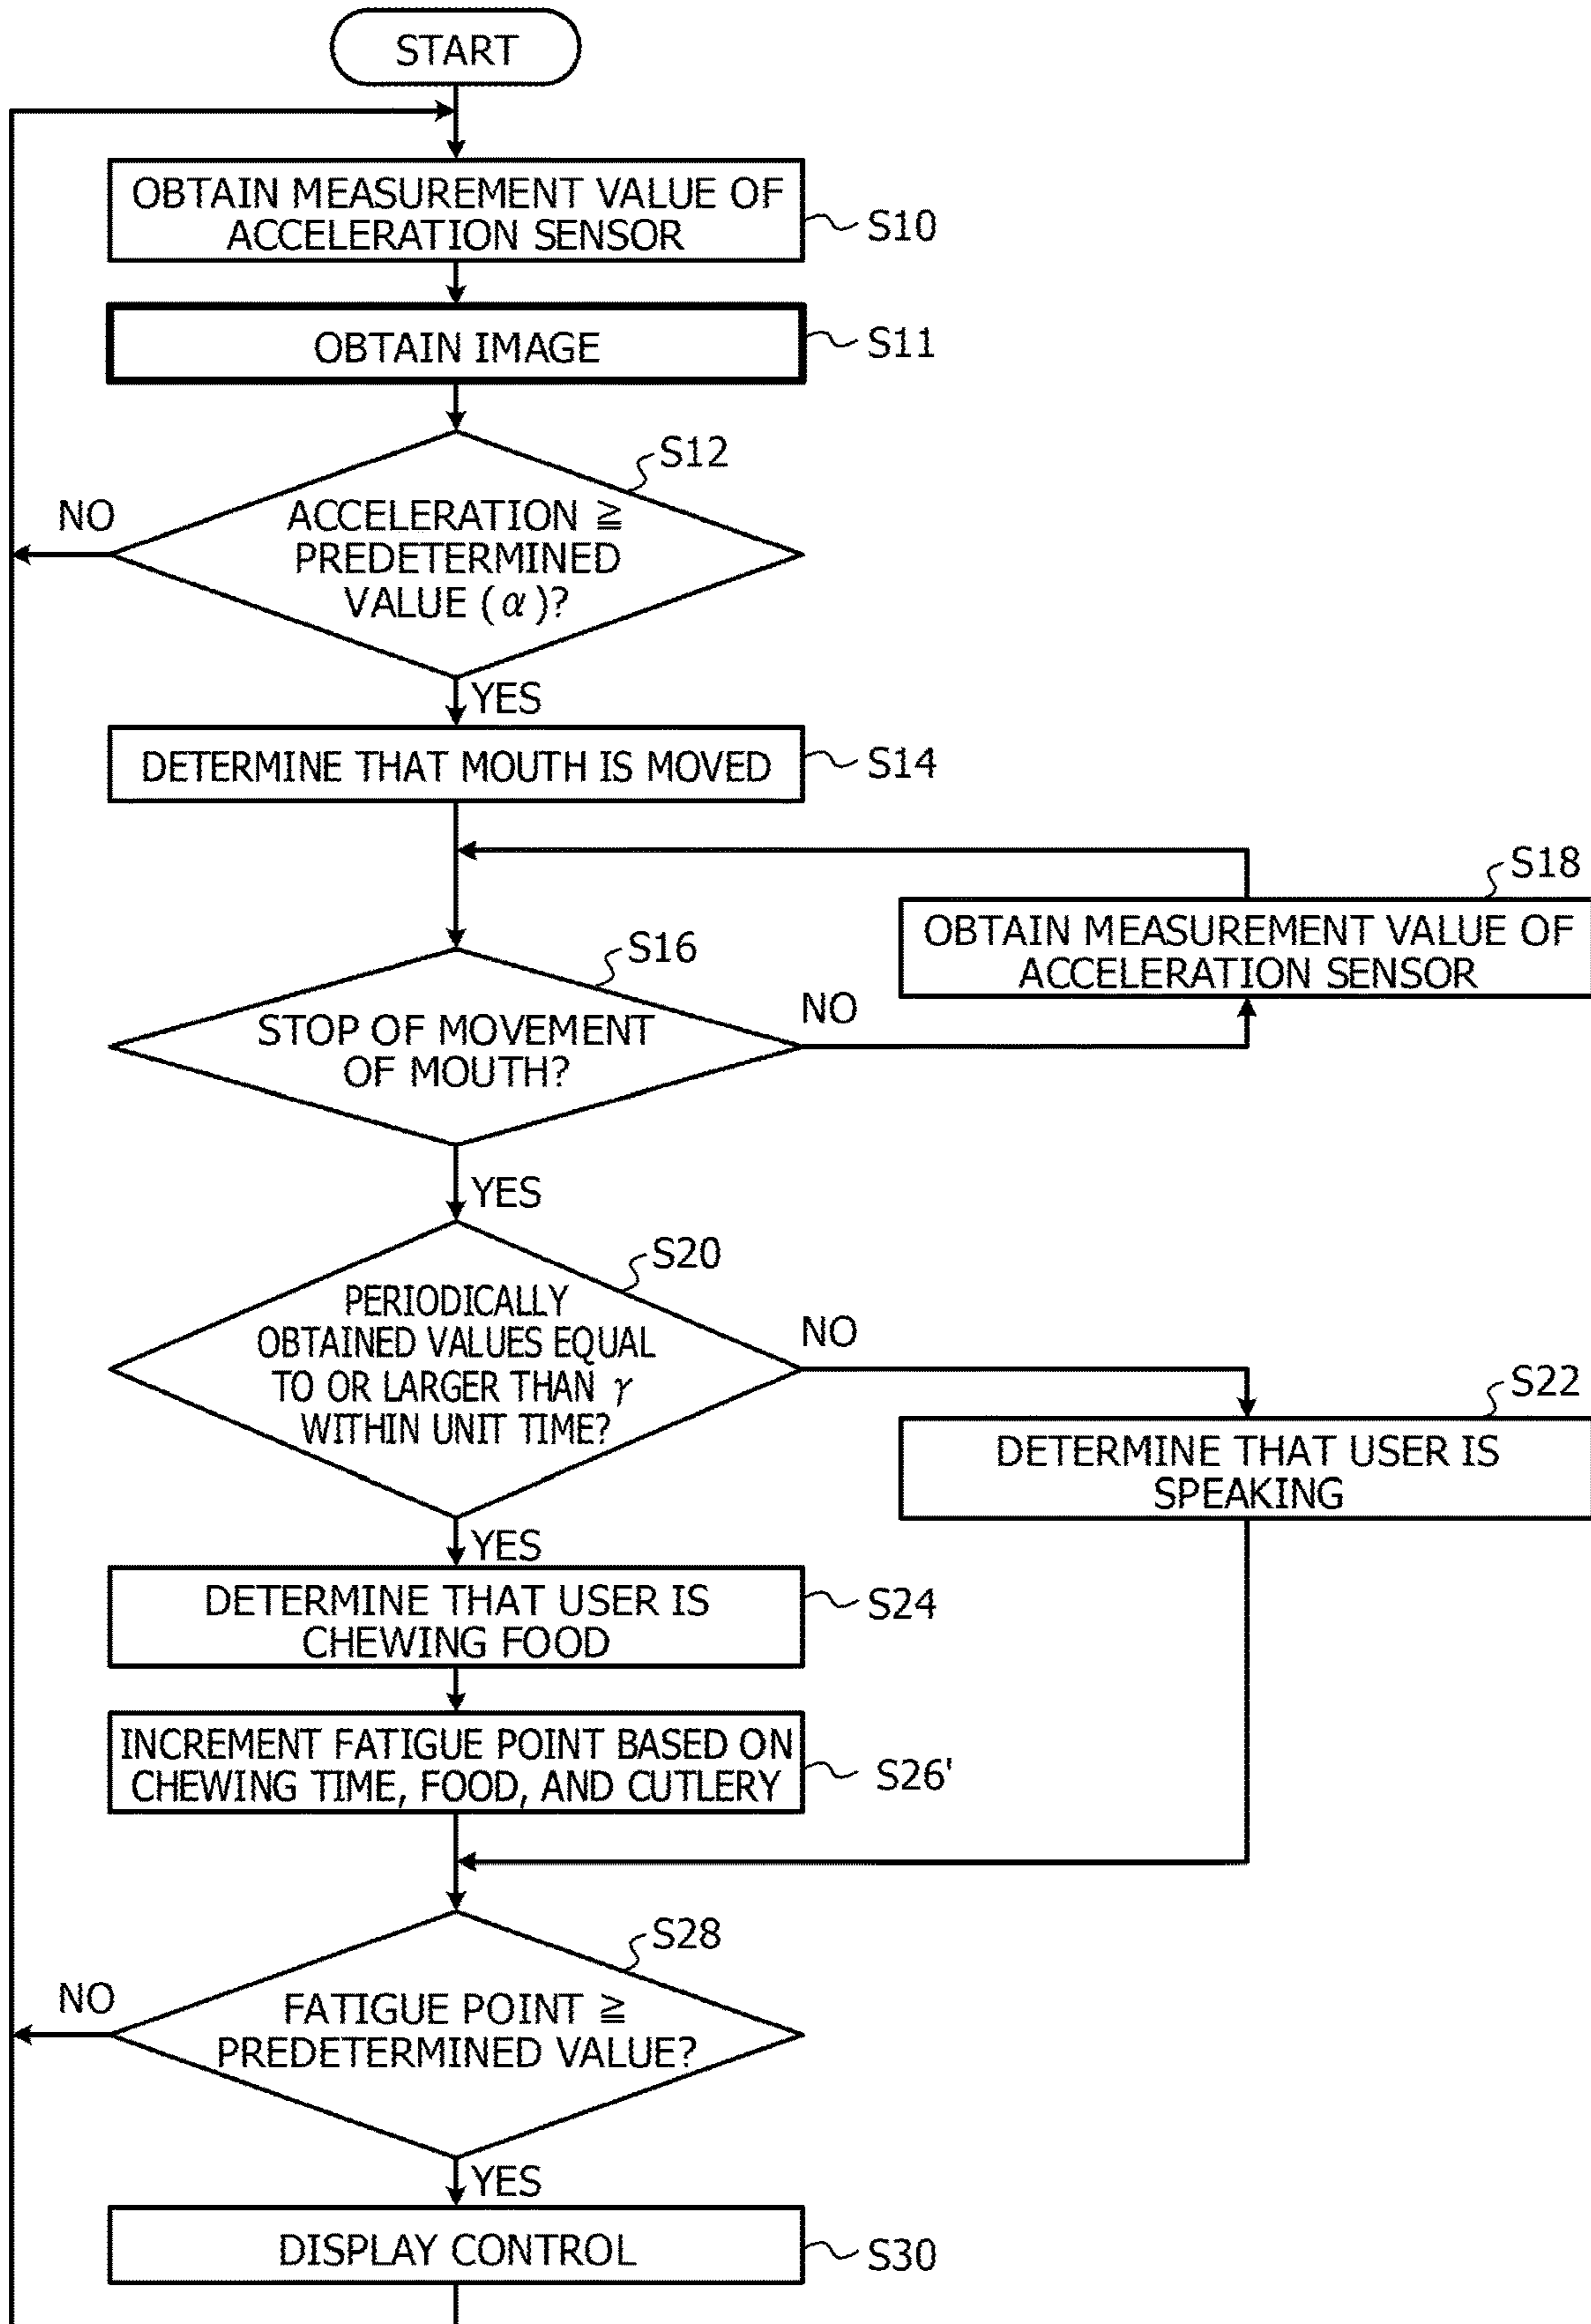 START
OBTAIN MEASUREMENT VALUE OF
ACCELERATION SENSOR
S10
OBTAIN IMAGE
S11
S12
NO
ACCELERATION ≧
PREDETERMINED
VALUE (α)?
YES
DETERMINE THAT MOUTH IS MOVED
S14
S18
OBTAIN MEASUREMENT VALUE OF
ACCELERATION SENSOR
S16
NO
STOP OF MOVEMENT
OF MOUTH?
YES
S20
PERIODICALLY
OBTAINED VALUES EQUAL
TO OR LARGER THAN γ
WITHIN UNIT TIME?
NO
S22
DETERMINE THAT USER IS
SPEAKING
YES
DETERMINE THAT USER IS
CHEWING FOOD
S24
INCREMENT FATIGUE POINT BASED ON
CHEWING TIME, FOOD, AND CUTLERY
S26'
S28
NO
FATIGUE POINT ≧
PREDETERMINED VALUE?
YES
DISPLAY CONTROL
S30